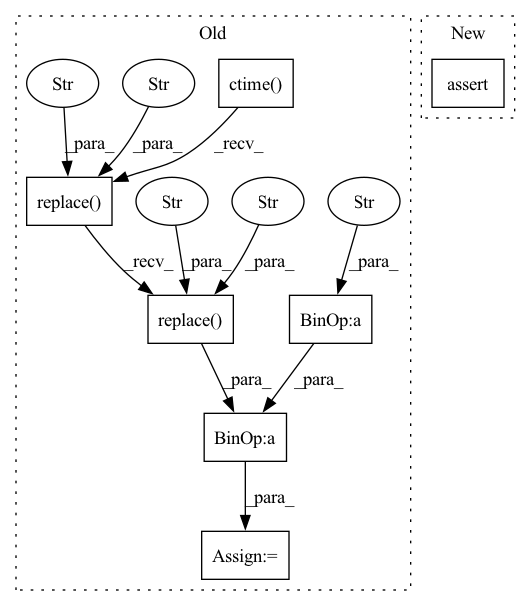 Old
New
Str
Str
ctime()
assert
_para_
_para_
_recv_
replace()
Str
Str
Str
_recv_
_para_
_para_
_para_
replace()
BinOp:a
_para_
_para_
BinOp:a
_para_
Assign:=